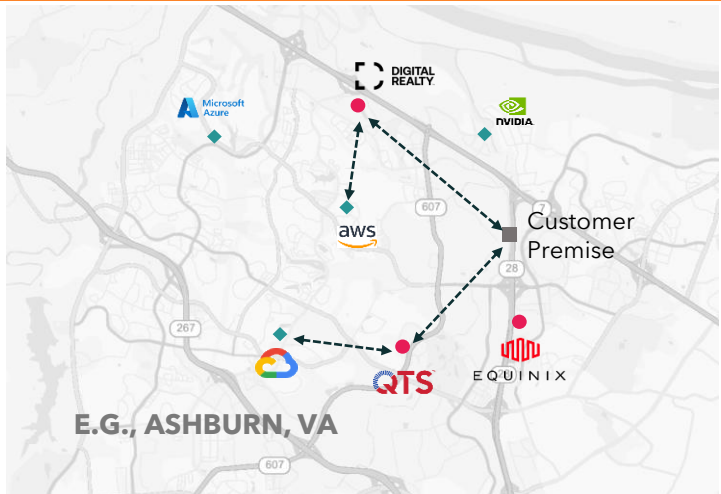 DIGITAL
REALTY
Microsoft
Azure
NVIDIA
607
7
aws
Customer
Premise
28
267
QTS
EQUINIX
E.G., ASHBURN, VA
607